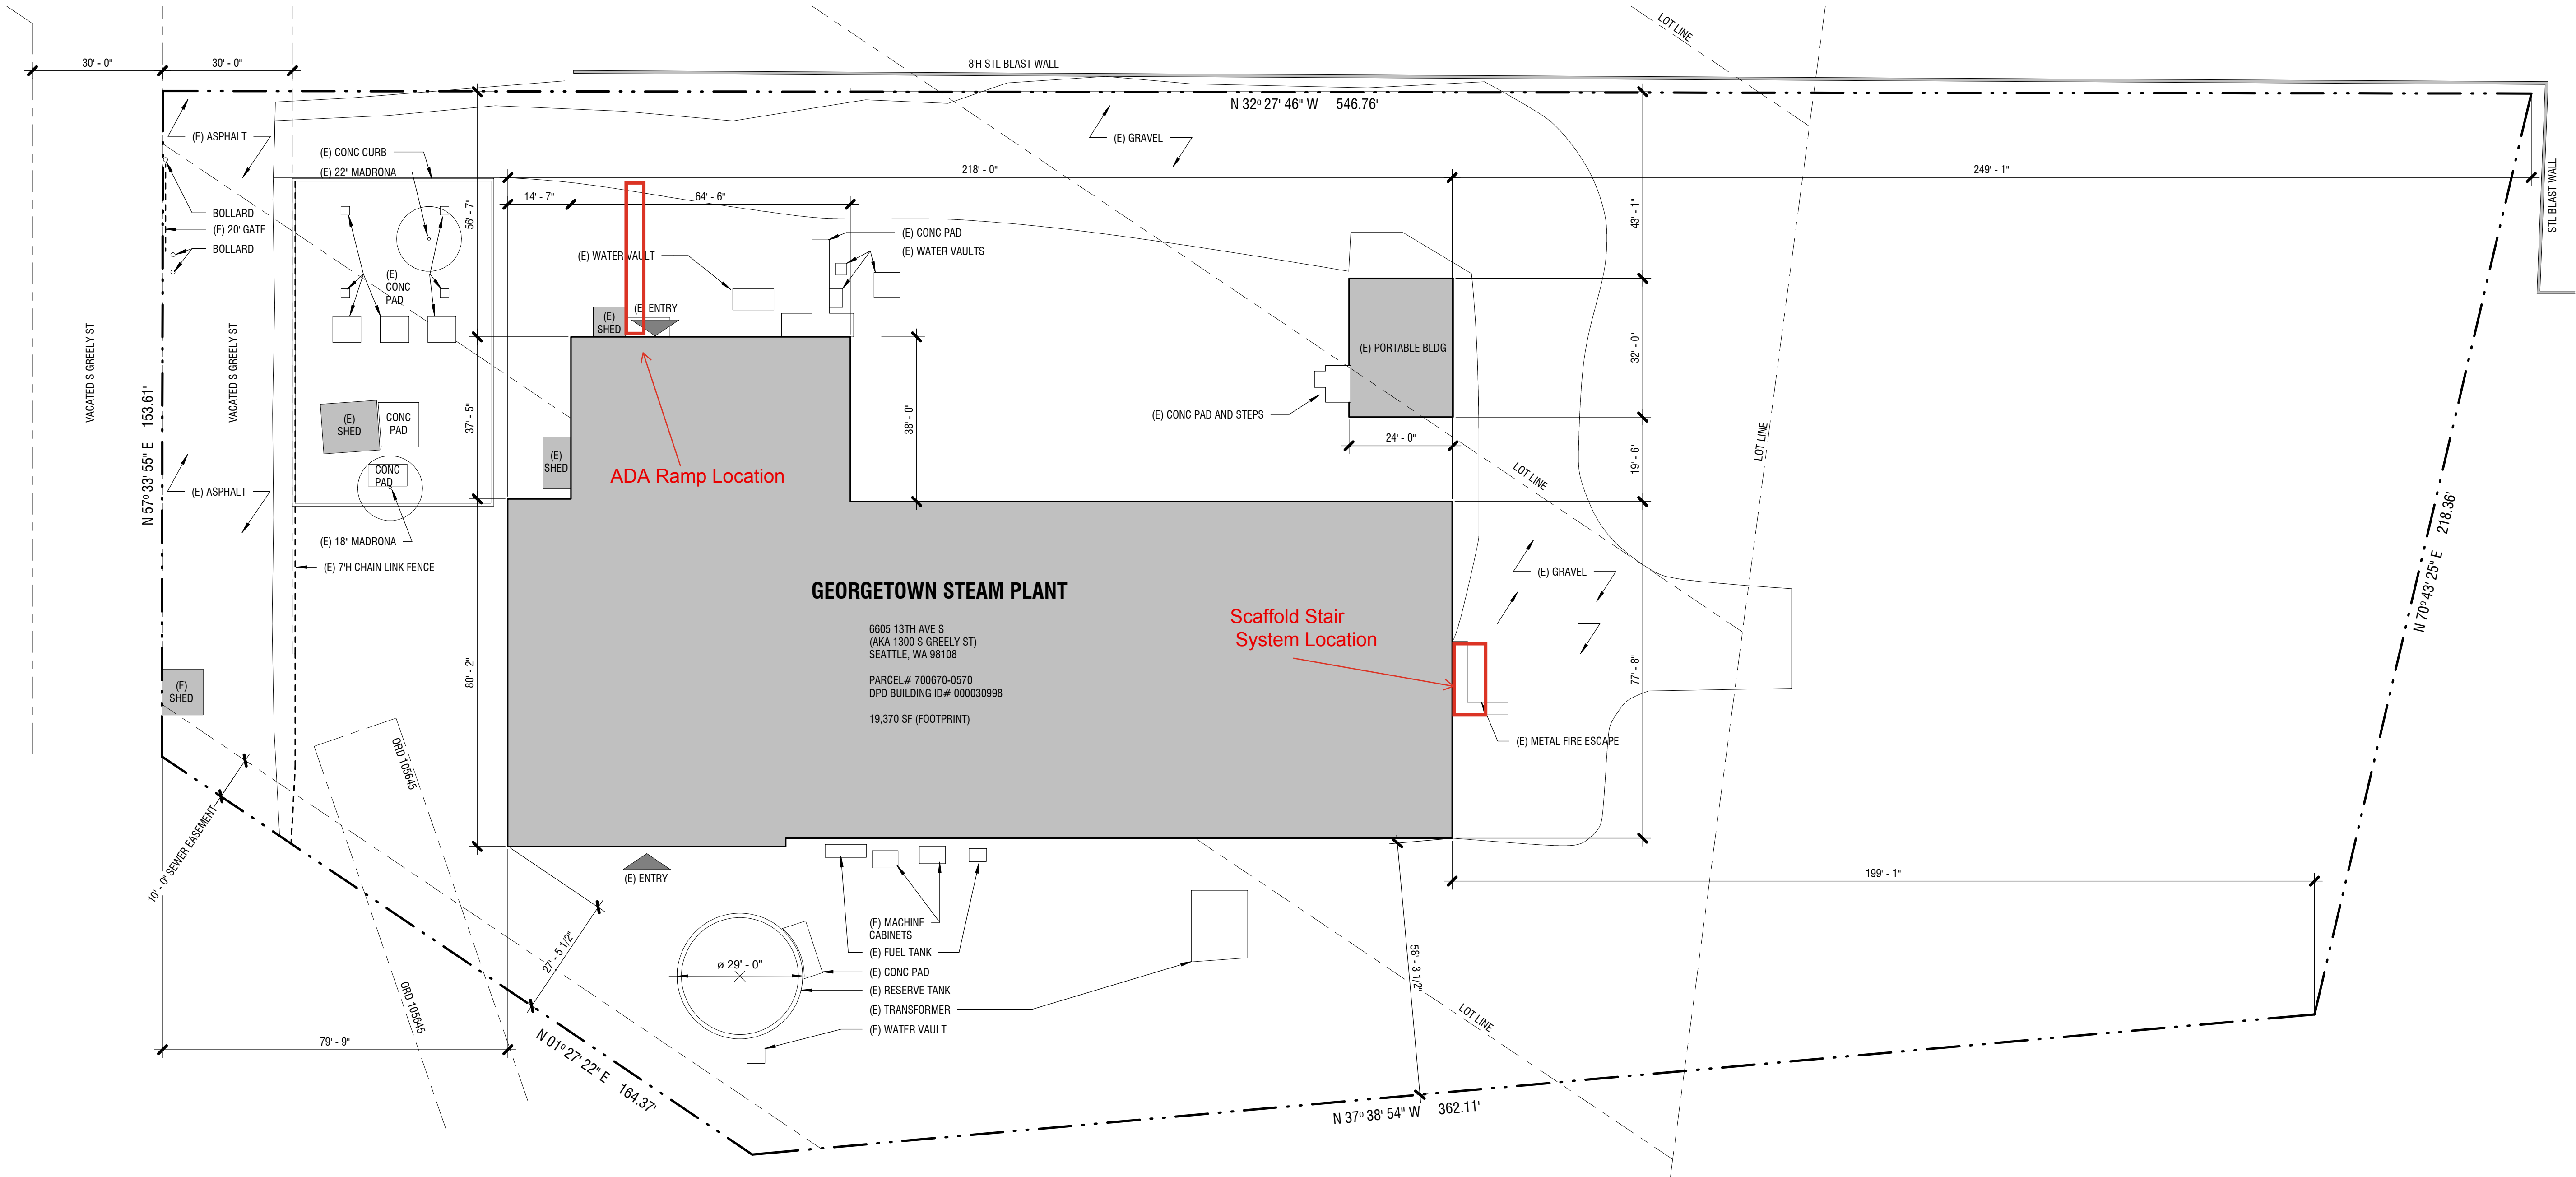 LOT LINE
30' - 0"
30' - 0"
8'H STL BLAST WALL
N 32º 27' 46" W 546.76'
(E) ASPHALT
(E) GRAVEL
(E) CONC CURB
(E) 22" MADRONA
218' - 0"
249' - 1"
STL BLAST WALL
14' - 7"
64' - 6"
56' - 7"
43' - 1"
BOLLARD
(E) 20' GATE
BOLLARD
(E) CONC PAD
(E) WATER VAULTS
(E) WATER VAULT
(E)
CONC
PAD
(E) ENTRY
(E)
SHED
VACATED S GREELY ST
VACATED S GREELY ST
(E) PORTABLE BLDG
32' - 0"
N 57º 33' 55" E 153.61'
37' - 5"
38' - 0"
(E) CONC PAD AND STEPS
(E)
SHED
CONC
PAD
24' - 0"
19' - 6"
LOT LINE
LOT LINE
(E)
SHED
CONC
PAD
ADA Ramp Location
(E) ASPHALT
(E) 18" MADRONA
(E) 7'H CHAIN LINK FENCE
(E) GRAVEL
N 70º 43' 25" E 218.36'
GEORGETOWN STEAM PLANT
6605 13TH AVE S
(AKA 1300 S GREELY ST)
SEATTLE, WA 98108
PARCEL# 700670-0570
DPD BUILDING ID# 000030998
19,370 SF (FOOTPRINT)
Scaffold Stair
System Location
80' - 2"
77' - 8"
(E)
SHED
(E) METAL FIRE ESCAPE
ORD 105645
10' - 0" SEWER EASEMENT
(E) ENTRY
199' - 1"
27' - 5 1/2"
(E) MACHINE
CABINETS
(E) FUEL TANK
ø 29' - 0"
(E) CONC PAD
(E) RESERVE TANK
(E) TRANSFORMER
(E) WATER VAULT
58' - 3 1/2"
ORD 105645
LOT LINE
79' - 9"
N 01º 27' 22" E 164.37'
N 37º 38' 54" W 362.11'